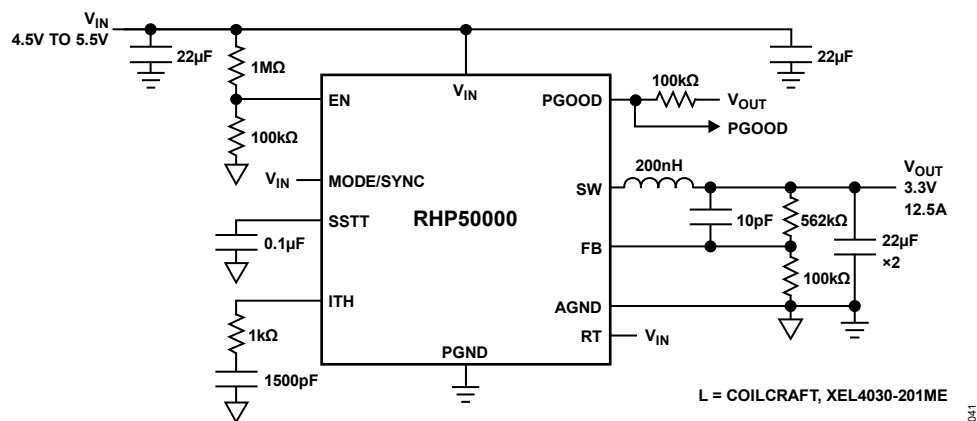 VIN
4.5V TO 5.5V
22µF
1MΩ
22µF
100kΩ
VIN
EN
PGOOD
100kΩ
VOUT
PGOOD
VIN
MODE/SYNC
SW
200nH
VOUT
3.3V
12.5A
SSTT
RHP50000
0.1µF
10pF
562kΩ
22µF
×2
FB
100kΩ
ITH
AGND
1kΩ
RT
VIN
PGND
1500pF
L = COILCRAFT, XEL4030-201ME
041